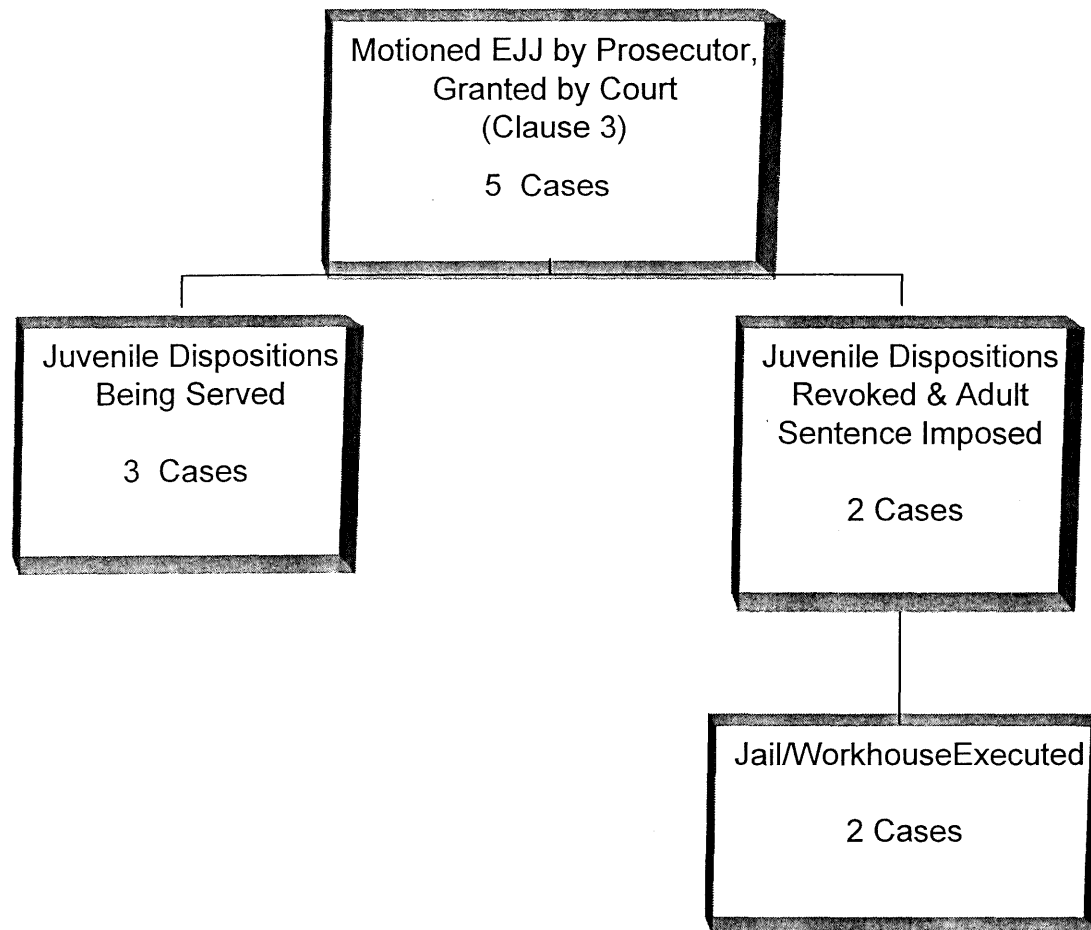 Motioned EJJ by Prosecutor,
Granted by Court
(Clause 3)
5 Cases
Juvenile Dispositions
Being Served
3 Cases
Juvenile Dispositions
Revoked & Adult
Sentence Imposed
2 Cases
Jail/WorkhouseExecuted
2 Cases